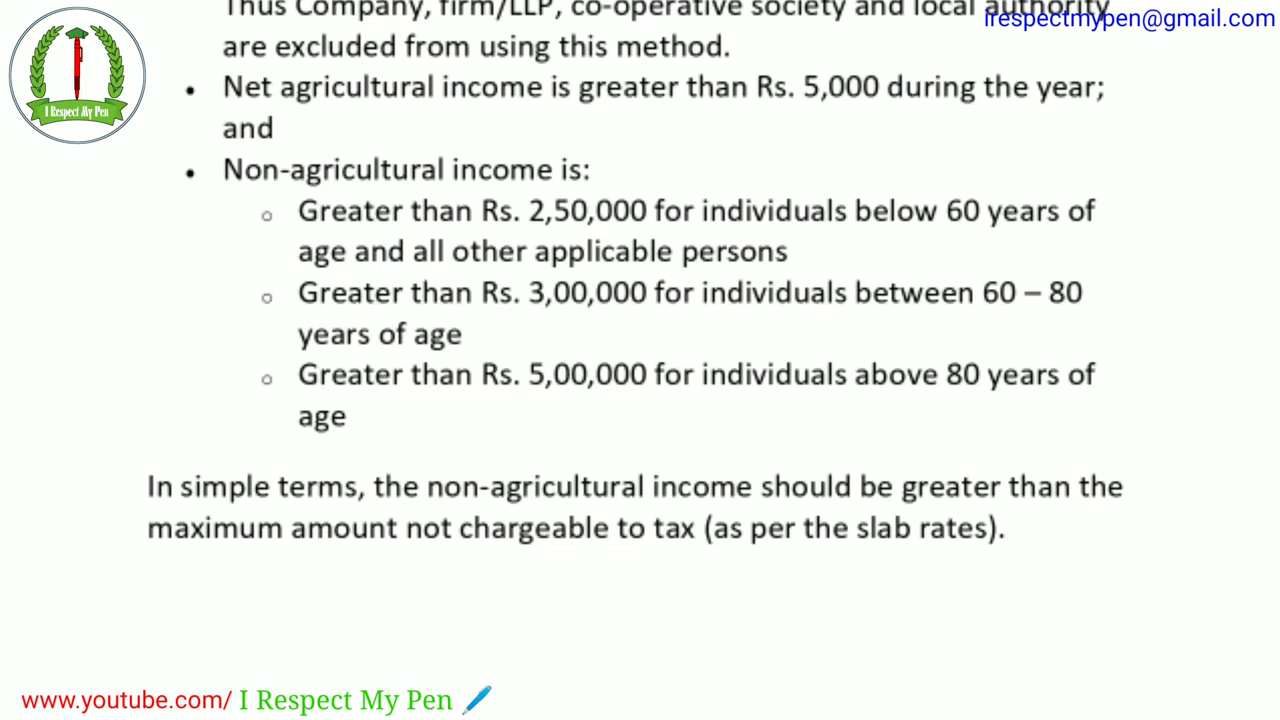 Thus Company, firm/LLP, co-operative society and local authority
irespectmypen@gmail.com
are excluded from using this method.
I Respect My Pen
• Net agricultural income is greater than Rs. 5,000 during the year;
and
• Non-agricultural income is:
o Greater than Rs. 2,50,000 for individuals below 60 years of
age and all other applicable persons
o Greater than Rs. 3,00,000 for individuals between 60 – 80
years of age
o Greater than Rs. 5,00,000 for individuals above 80 years of
age
In simple terms, the non-agricultural income should be greater than the
maximum amount not chargeable to tax (as per the slab rates).
www.youtube.com/ I Respect My Pen